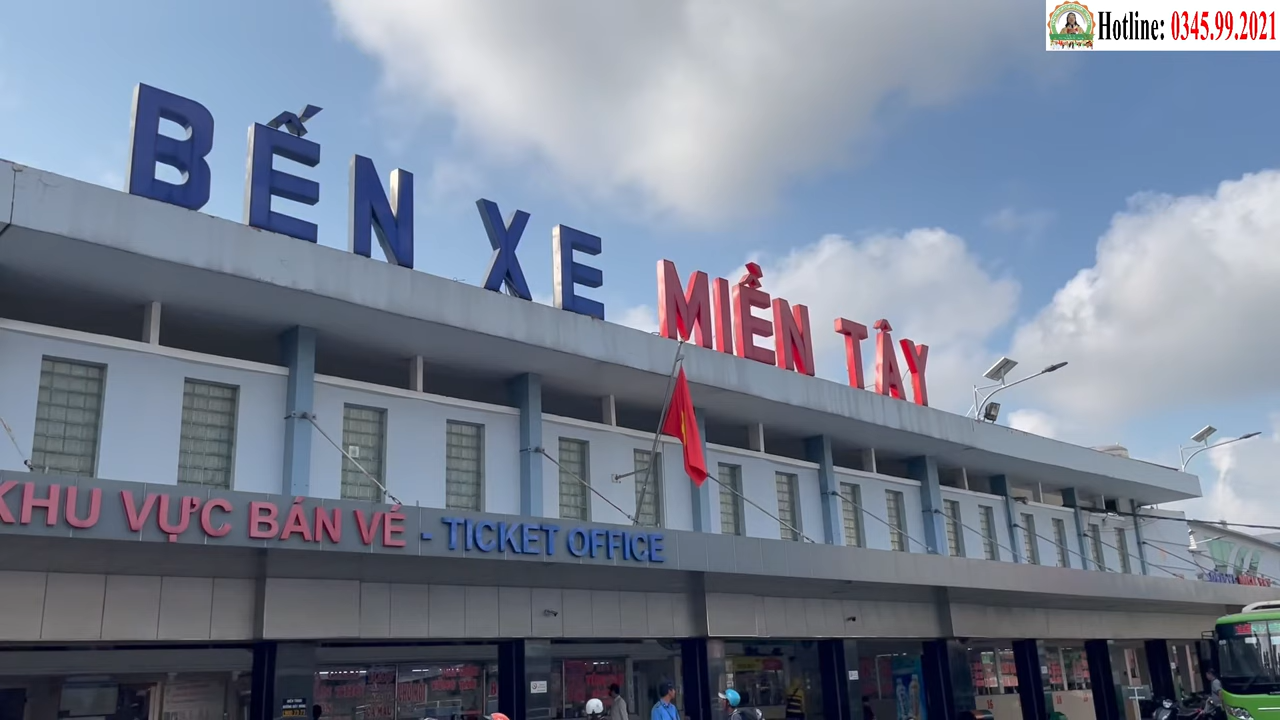 Hotline: 0345.99.2021
BẾN XE MIỀN TÂY
KHU VỰC BÁN VÉ - TICKET OFFICE